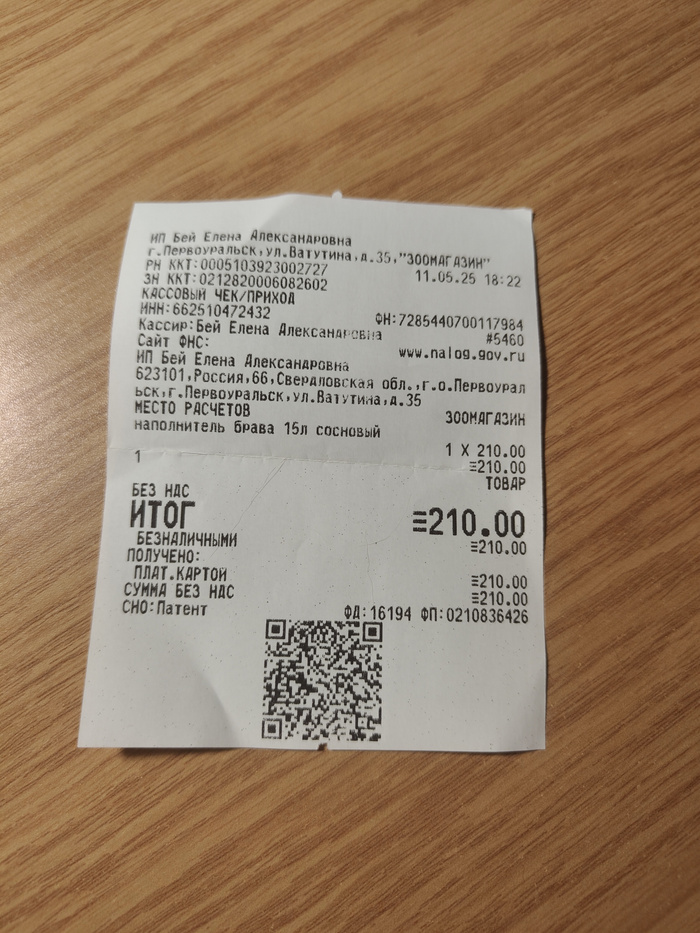 ИП Бей Елена Александровна
г.Первоуральск,ул.Ватутина,д.35,"ЗООМАГАЗИН"
РН ККТ:0005103923002727 11.05.25 18:22
ЗН ККТ:0212820006082602
КАССОВЫЙ ЧЕК/ПРИХОД
ИНН:662510472432 ФН:7285440700117984
Кассир:Бей Елена Александровна #5460
Сайт ФНС: www.nalog.gov.ru
ИП Бей Елена Александровна
623101,Россия,66,Свердловская обл.,г.о.Первоурал
ьск,г.Первоуральск,ул.Ватутина,д.35
МЕСТО РАСЧЕТОВ ЗООМАГАЗИН
наполнитель брава 15л сосновый
1 X 210.00
1 ≡210.00
ТОВАР
БЕЗ НДС
ИТОГ ≡210.00
БЕЗНАЛИЧНЫМИ ≡210.00
ПОЛУЧЕНО:
ПЛАТ.КАРТОЙ ≡210.00
СУММА БЕЗ НДС ≡210.00
СНО:Патент ФД:16194 ФП:0210836426